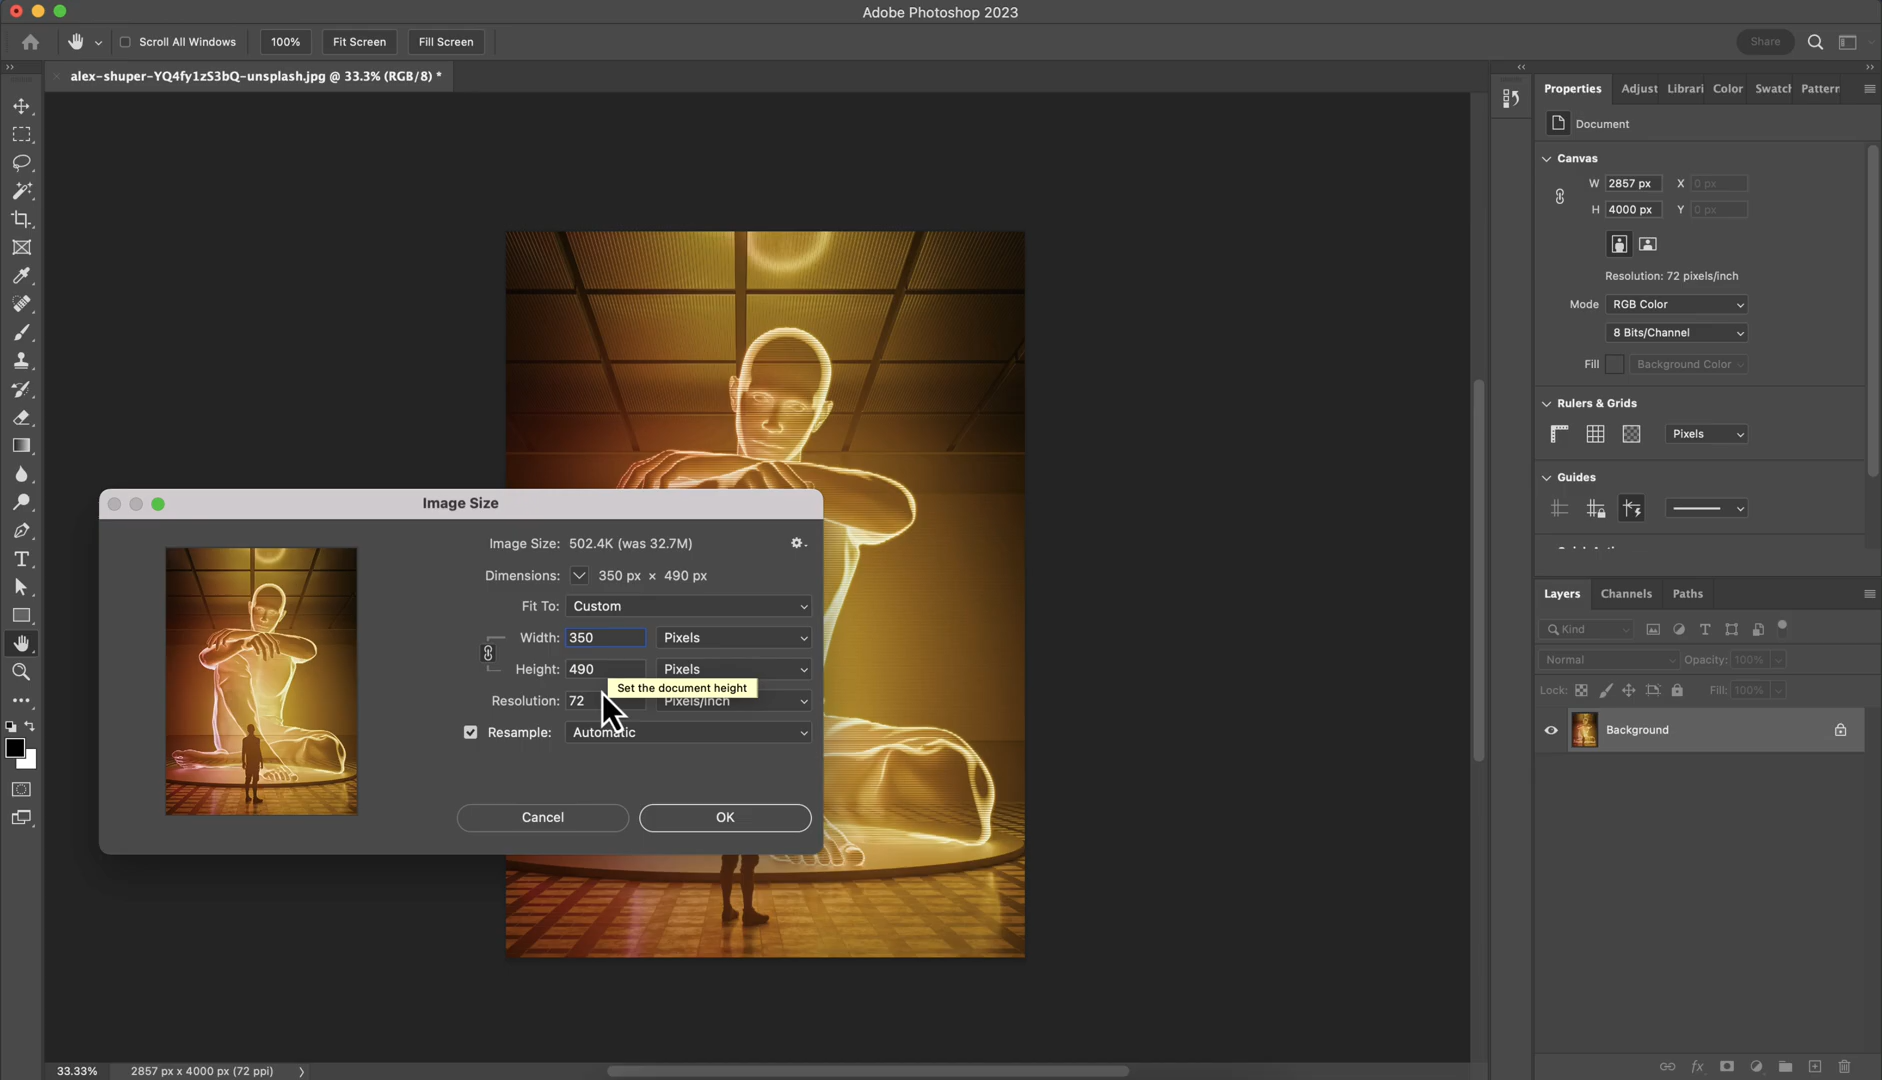 Adobe Photoshop 2023
Scroll All Windows 100% Fit Screen Fill Screen Share
alex-shuper-YQ4fy1zS3bQ-unsplash.jpg @ 33.3% (RGB/8) *
Properties Adjust Librari Color Swatch Pattern
Document
Canvas
W 2857 px X 0 px
H 4000 px Y 0 px
Resolution: 72 pixels/inch
Mode RGB Color
8 Bits/Channel
Fill Background Color
Rulers & Grids
Pixels
Guides
Image Size
Image Size: 502.4K (was 32.7M)
Dimensions: 350 px × 490 px
Fit To: Custom
Width: 350 Pixels
Height: 490 Pixels
Set the document height
Resolution: 72 Pixels/Inch
Resample: Automatic
Cancel OK
Layers Channels Paths
Kind
Normal Opacity: 100%
Lock: Fill: 100%
Background
33.33% 2857 px x 4000 px (72 ppi)